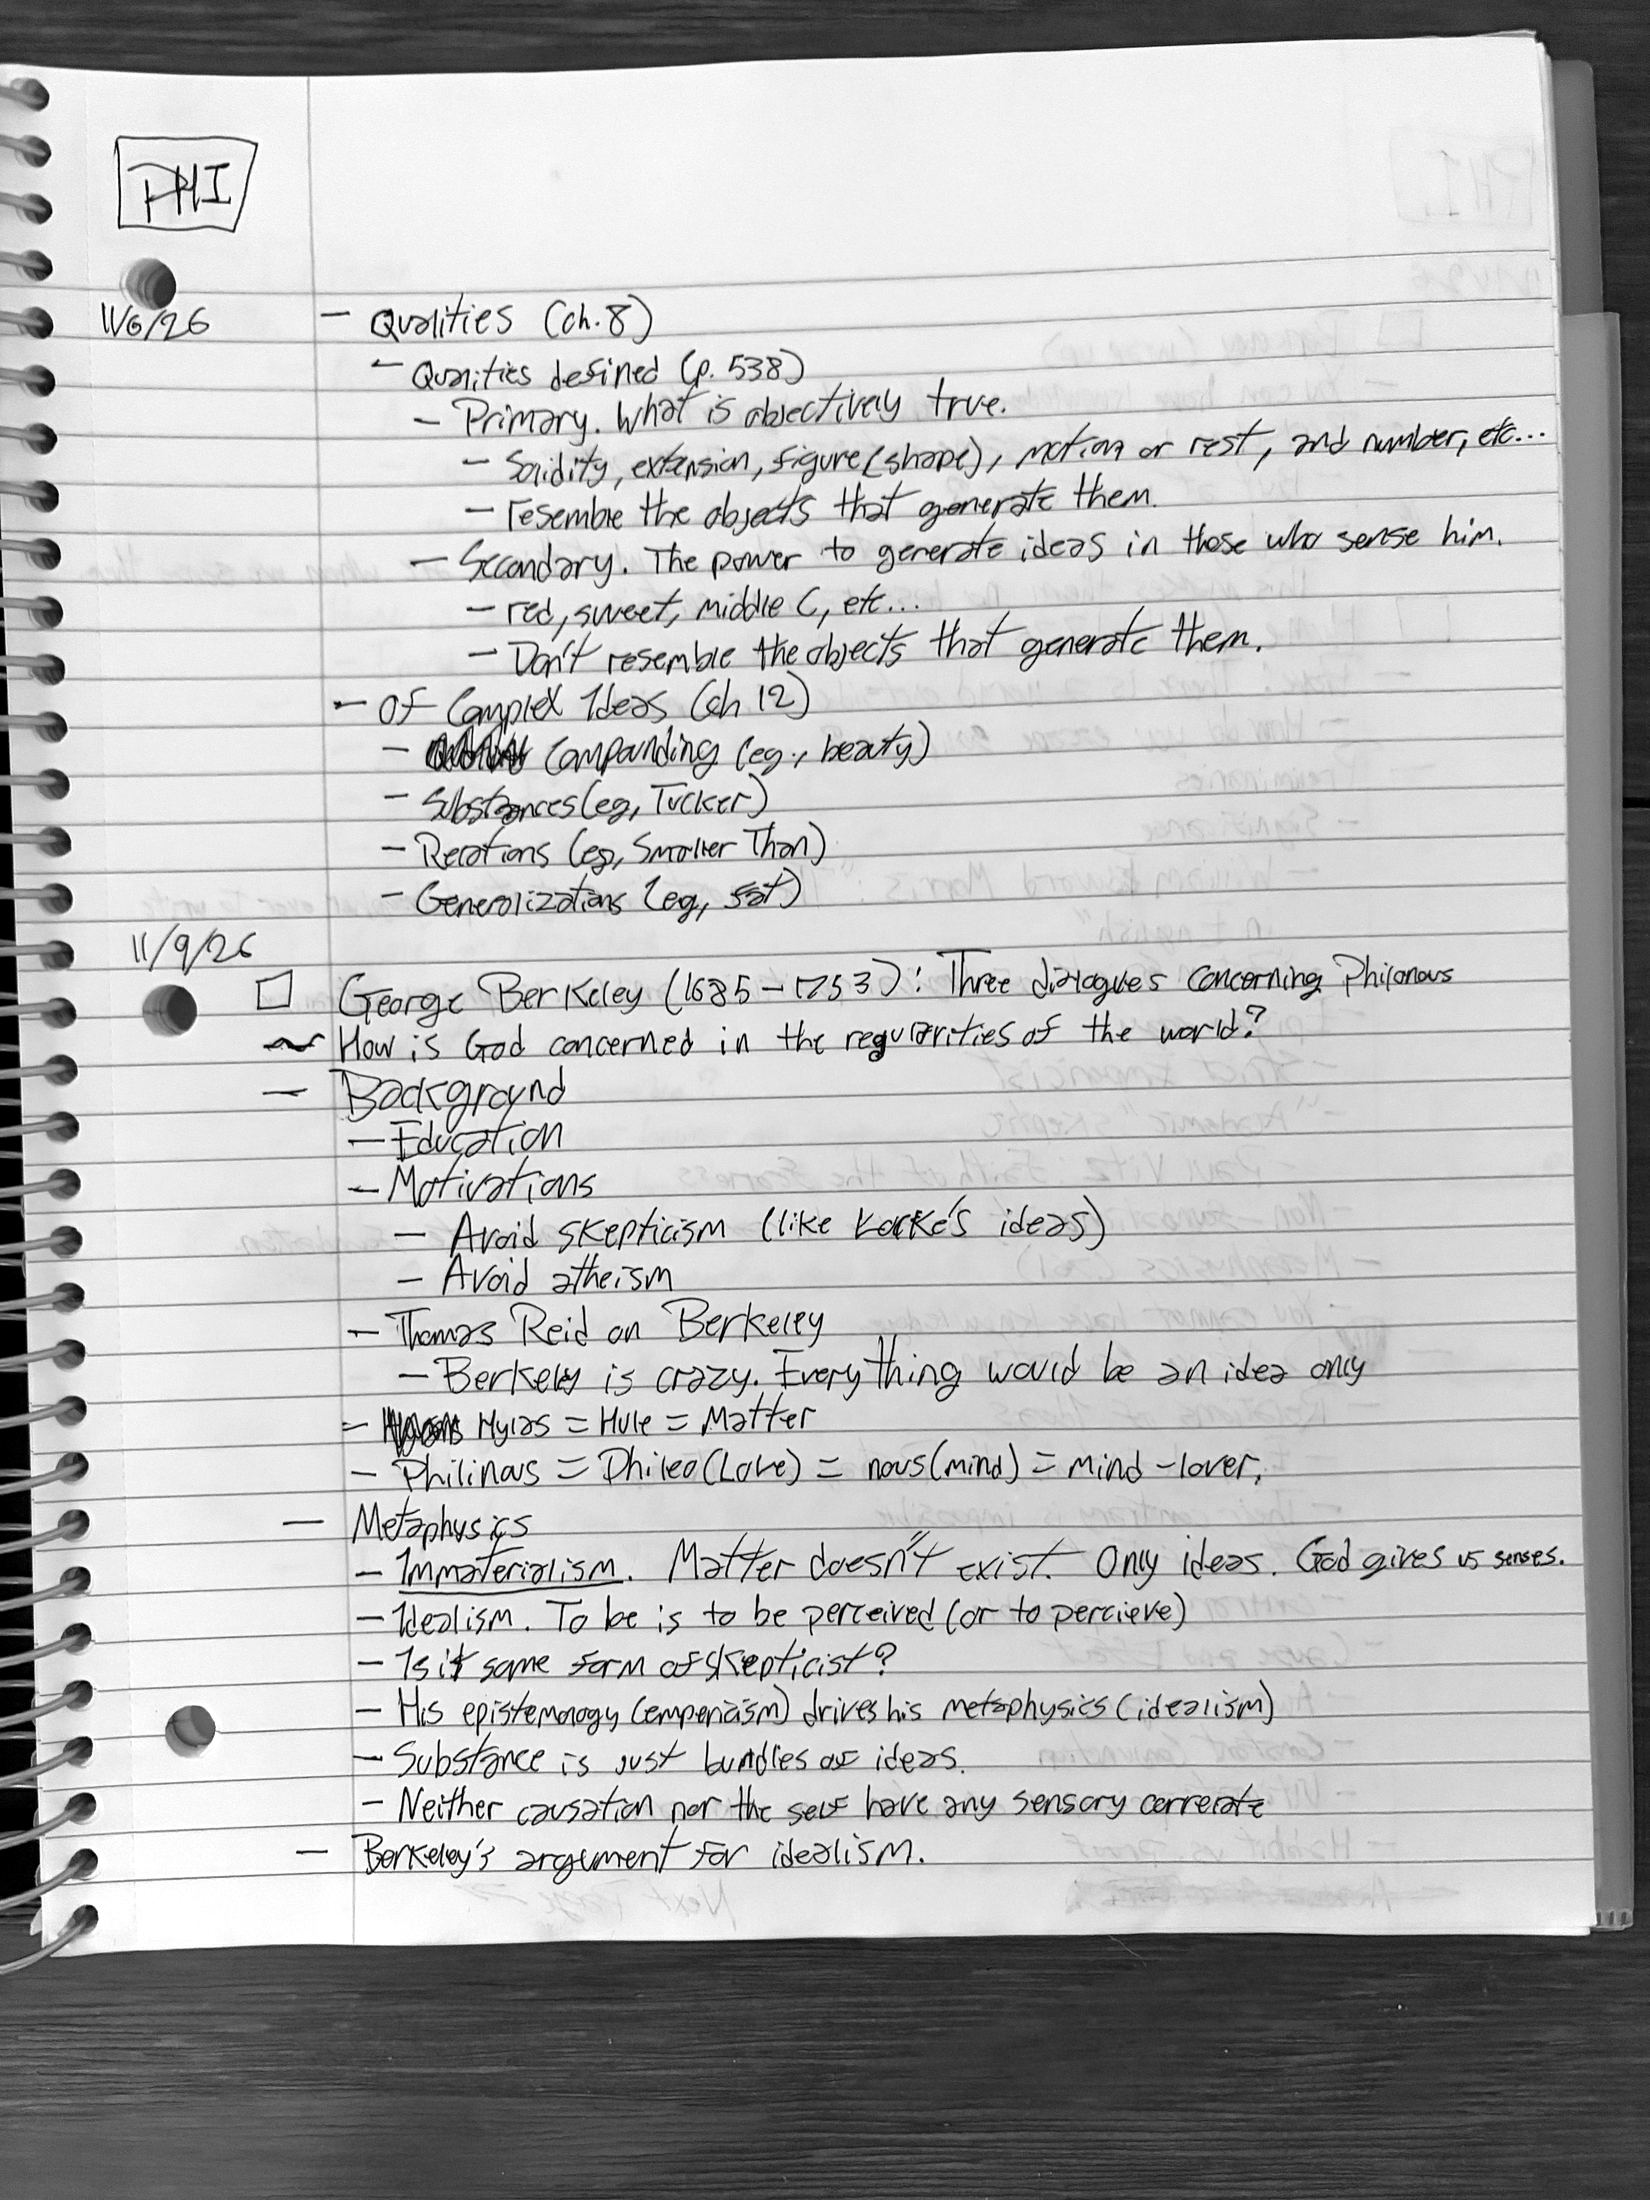 PHI
11/6/26
- Qualities (ch. 8)
- Qualities defined (p. 538)
- Primary. What is objectively true.
- Solidity, extension, figure (shape), motion or rest, and number, etc...
- resemble the objects that generate them.
- Secondary. The power to generate ideas in those who sense him.
- red, sweet, middle C, etc...
- Don't resemble the objects that generate them.
- Of Complex Ideas (ch 12)
- Compounding (eg., beauty)
- Substances (eg, Tucker)
- Relations (eg, Smaller Than)
- Generalizations (eg, fat)
11/9/26
George Berkeley (1685-1753): Three dialogues concerning Philonous
~ How is God concerned in the regularities of the world?
- Background
- Education
- Motivations
- Avoid skepticism (like Locke's ideas)
- Avoid atheism
- Thomas Reid on Berkeley
- Berkely is crazy. Everything would be an idea only
- Hylas = Hule = Matter
- Philinous = Phileo (Love) = nous (mind) = mind-lover.
- Metaphysics
- Immaterialism. Matter doesn't exist. Only ideas. God gives us senses.
- Idealism. To be is to be perceived (or to percieve)
- Is it some form of skepticist?
- His epistemology (empericism) drives his metaphysics (idealism)
- Substance is just bundles of ideas.
- Neither causation nor the self have any sensory correlate
- Berkeley's argument for idealism.